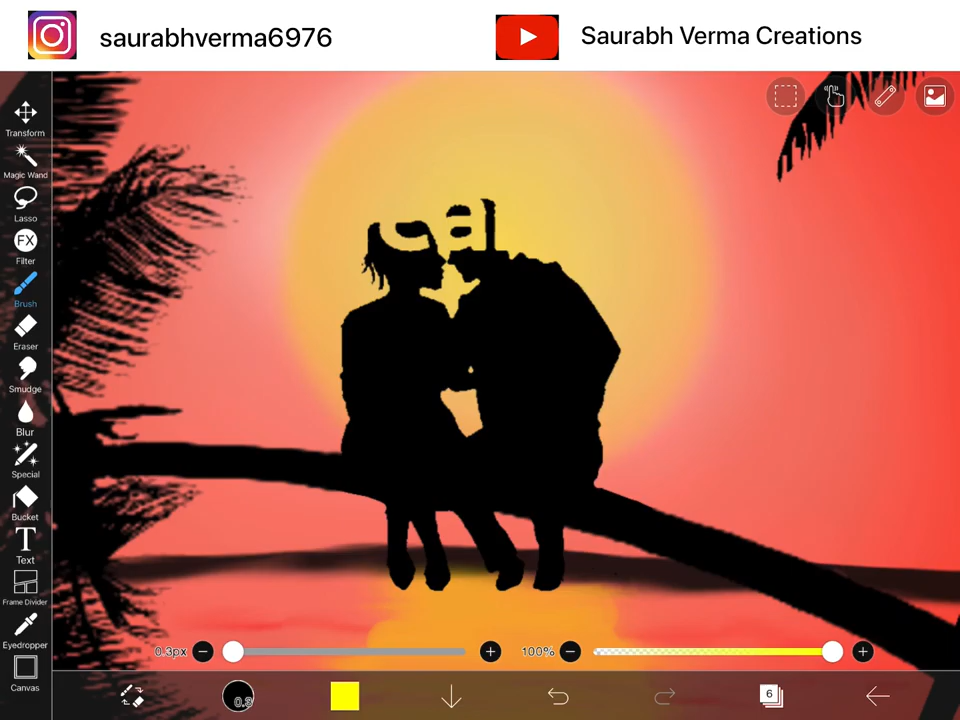 saurabhverma6976
Saurabh Verma Creations
Transform
Magic Wand
Lasso
FX
Filter
Brush
Eraser
Smudge
Blur
Special
Bucket
T
Text
Frame Divider
Eyedropper
Canvas
0.3px
100%
0.3
6